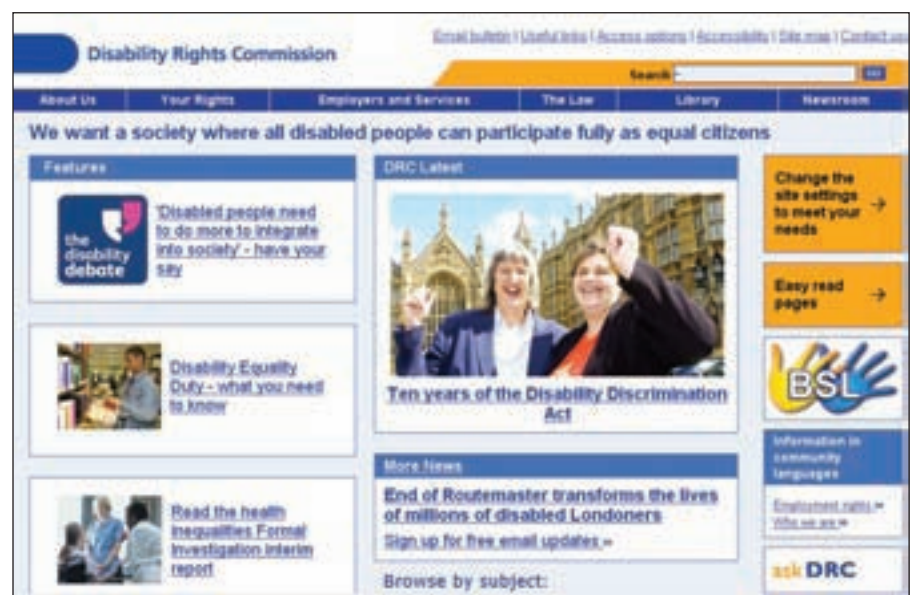 Disability Rights Commission
Email bulletin | Useful links | Access options | Accessibility | Site map | Contact us
Search
GO
About Us
Your Rights
Employers and Services
The Law
Library
Newsroom
We want a society where all disabled people can participate fully as equal citizens
Features
the
disability
debate
'Disabled people need
to do more to integrate
into society' - have your
say
Disability Equality
Duty - what you need
to know
Read the health
Inequalities Formal
Investigation interim
report
DRC Latest
Ten years of the Disability Discrimination
Act
More News
End of Routemaster transforms the lives
of millions of disabled Londoners
Sign up for free email updates »
Browse by subject:
Change the
site settings
to meet your
needs
→
Easy read
pages
→
BSL
Information in
community
languages
Employment rights »
Who we are »
ask DRC